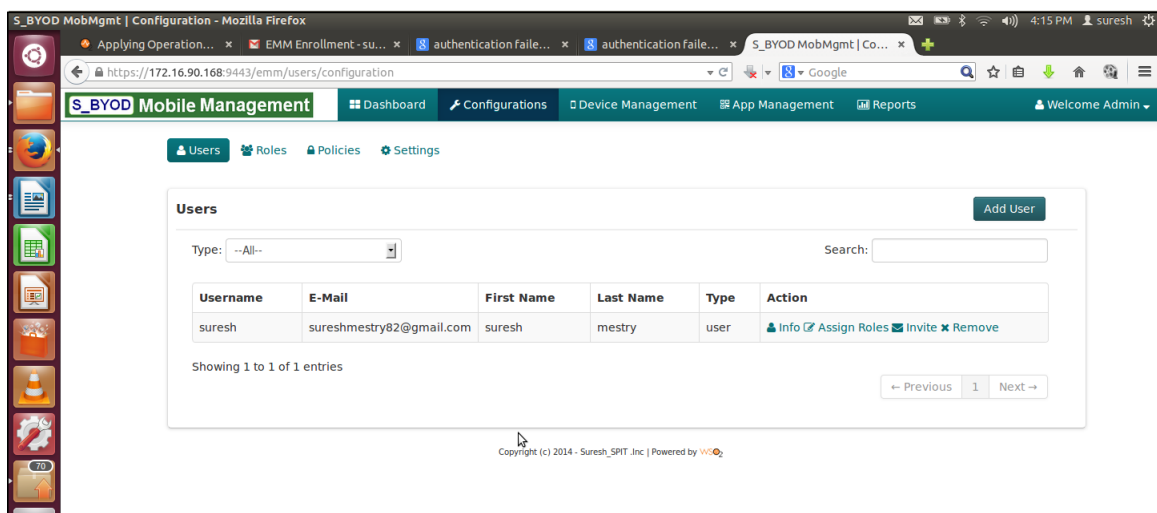 S_BYOD MobMgmt | Configuration - Mozilla Firefox 4:15 PM suresh
Applying Operation... × EMM Enrollment - su... × authentication faile... × authentication faile... × S_BYOD MobMgmt | Co... ×
https://172.16.90.168:9443/emm/users/configuration Google
S_BYOD Mobile Management Dashboard Configurations Device Management App Management Reports Welcome Admin
Users Roles Policies Settings
Users Add User
Type: --All-- Search:
Username E-Mail First Name Last Name Type Action
suresh sureshmestry82@gmail.com suresh mestry user Info Assign Roles Invite Remove
Showing 1 to 1 of 1 entries
← Previous 1 Next →
Copyright (c) 2014 - Suresh_SPIT .Inc | Powered by WSO2
70